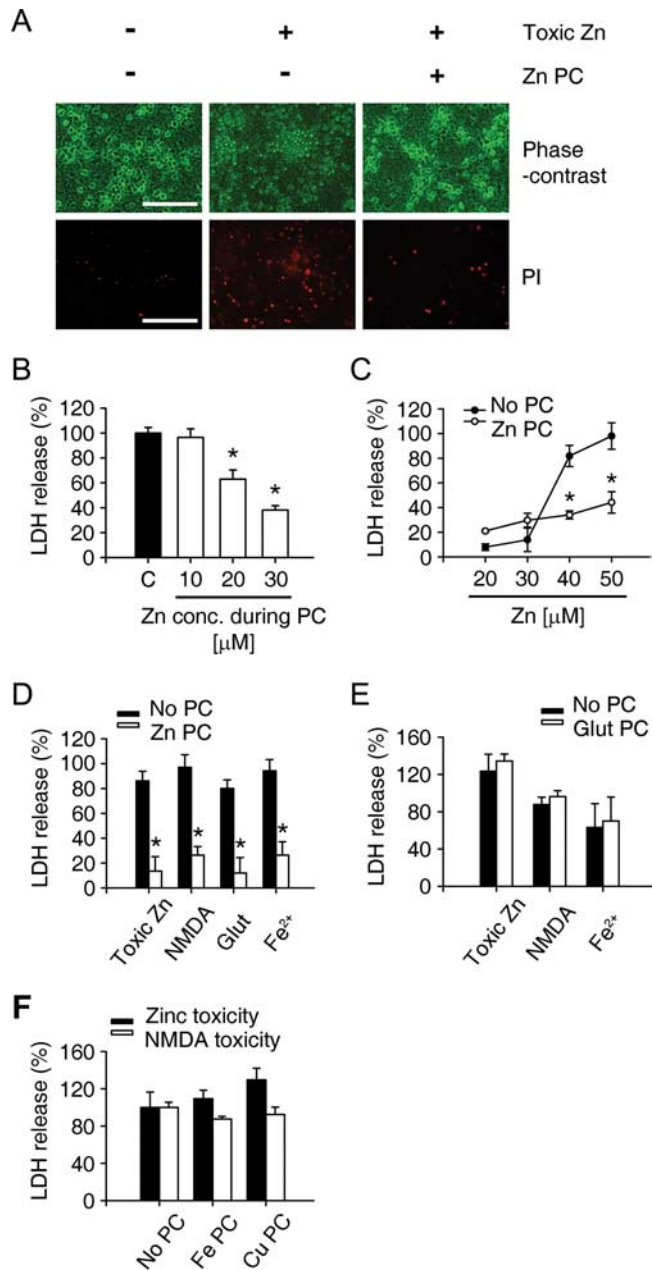 A
- + + Toxic Zn
- - + Zn PC
Phase
-contrast
PI
B
LDH release (%)
120
100
80
60
40
20
0
*
*
C 10 20 30
Zn conc. during PC
[μM]
C
LDH release (%)
No PC
Zn PC
120
100
80
60
40
20
0
*
*
20 30 40 50
Zn [μM]
D
No PC
Zn PC
LDH release (%)
120
100
80
60
40
20
0
* * * *
Toxic Zn NMDA Glut Fe²⁺
E
No PC
Glut PC
LDH release (%)
160
120
80
40
0
Toxic Zn NMDA Fe²⁺
F
Zinc toxicity
NMDA toxicity
LDH release (%)
160
120
80
40
0
No PC Fe PC Cu PC